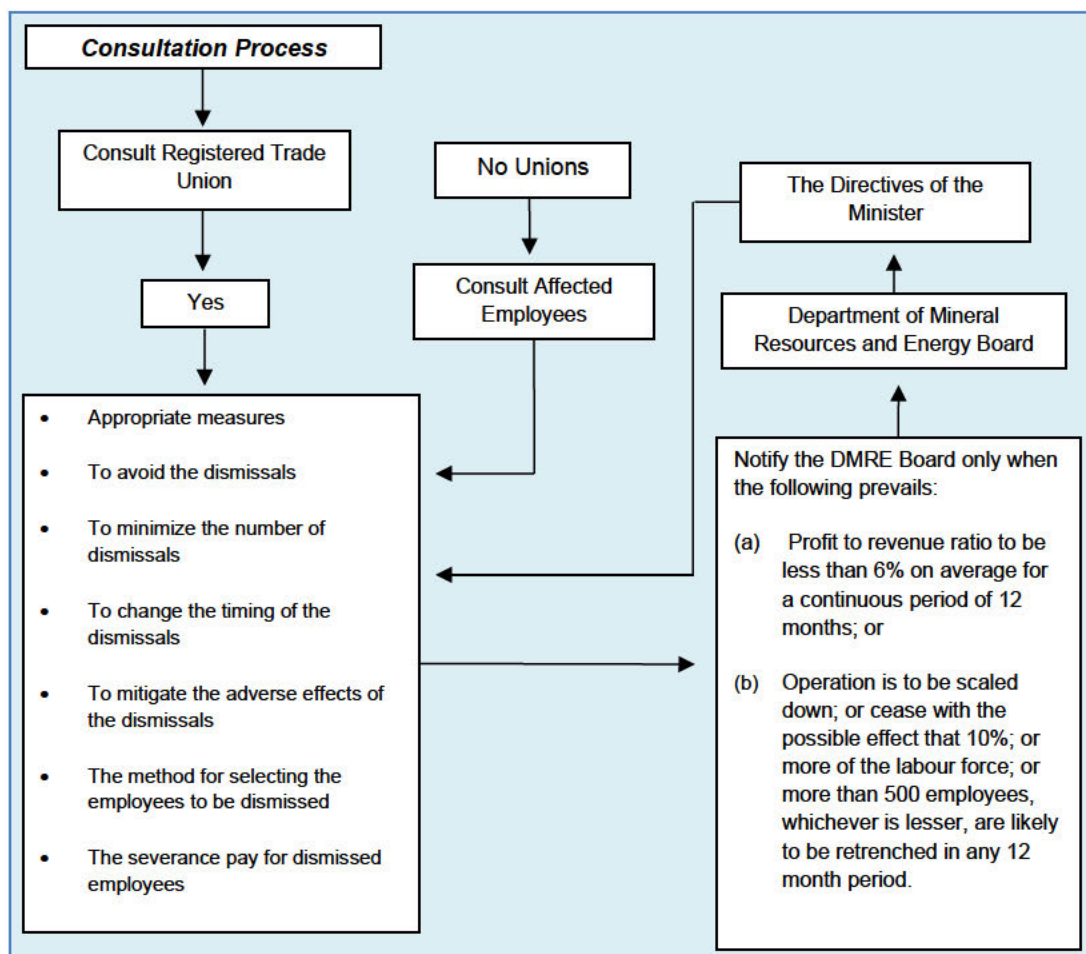 Consultation Process
Consult Registered Trade
Union
Yes
No Unions
Consult Affected
Employees
• Appropriate measures
• To avoid the dismissals
• To minimize the number of
dismissals
• To change the timing of the
dismissals
• To mitigate the adverse effects of
the dismissals
• The method for selecting the
employees to be dismissed
• The severance pay for dismissed
employees
The Directives of the
Minister
Department of Mineral
Resources and Energy Board
Notify the DMRE Board only when
the following prevails:
(a) Profit to revenue ratio to be
less than 6% on average for
a continuous period of 12
months; or
(b) Operation is to be scaled
down; or cease with the
possible effect that 10%; or
more of the labour force; or
more than 500 employees,
whichever is lesser, are likely
to be retrenched in any 12
month period.